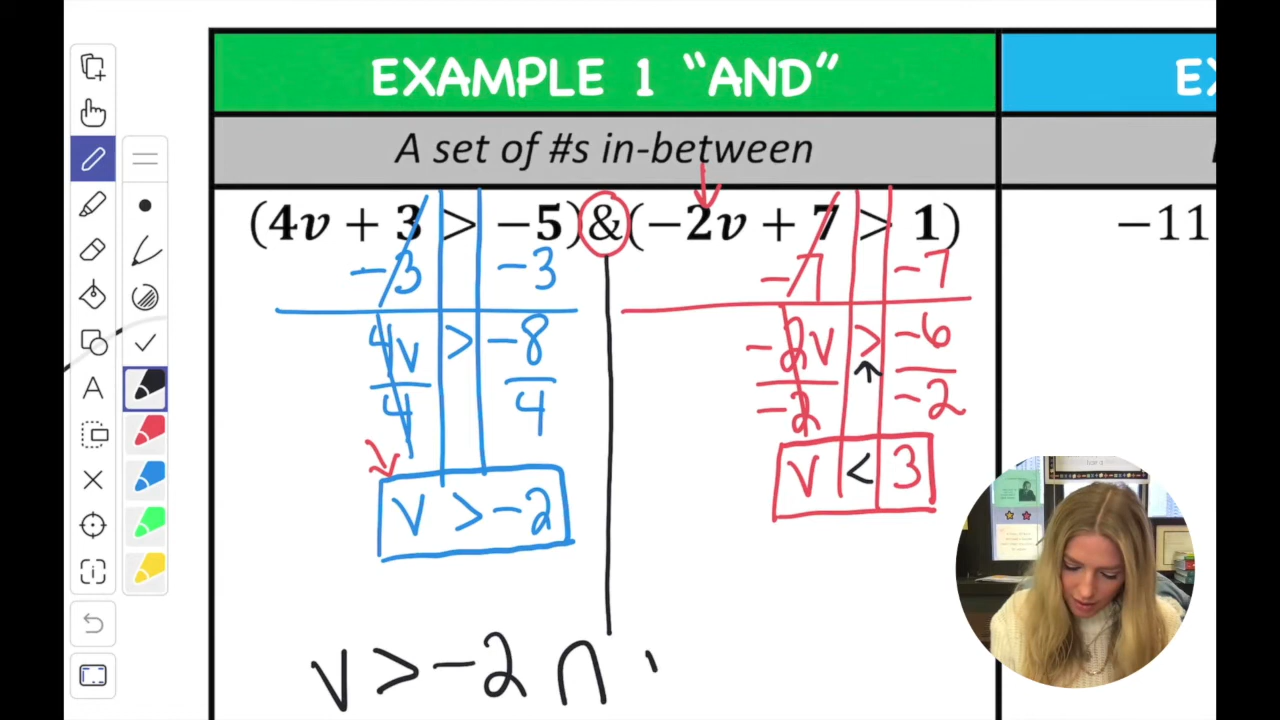 EXAMPLE 1 "AND"
EX
A set of #s in-between
(4v + 3 > −5)&(−2v + 7 > 1)
−11
−3 −3
−7 −7
4v > −8
4 4
−2v > −6
−2 −2
v > −2
v < 3
v > −2 ∩
A